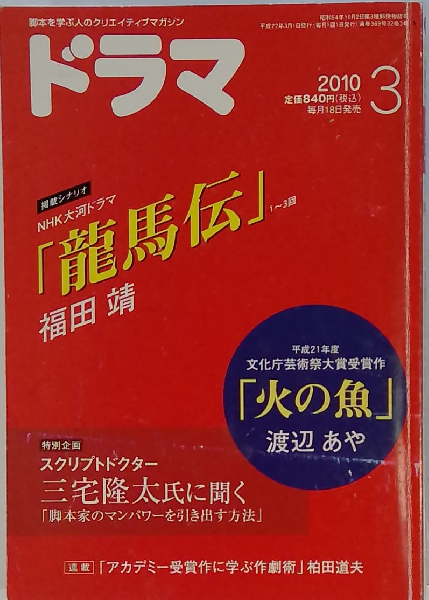 脚本を学ぶ人のクリエイティブマガジン
ドラマ
2010
定価840円(税込)
毎月18日発売
3
掲載シナリオ
NHK大河ドラマ
「龍馬伝」1〜3回
福田 靖
平成21年度
文化庁芸術祭大賞受賞作
「火の魚」
渡辺 あや
特別企画
スクリプトドクター
三宅隆太氏に聞く
「脚本家のマンパワーを引き出す方法」
連載 「アカデミー受賞作に学ぶ作劇術」柏田道夫